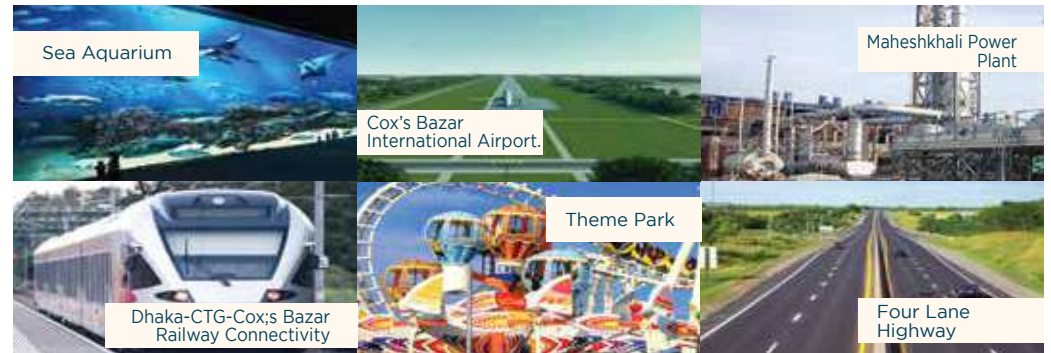 Sea Aquarium
Cox's Bazar
International Airport.
Maheshkhali Power
Plant
Dhaka-CTG-Cox;s Bazar
Railway Connectivity
Theme Park
Four Lane
Highway